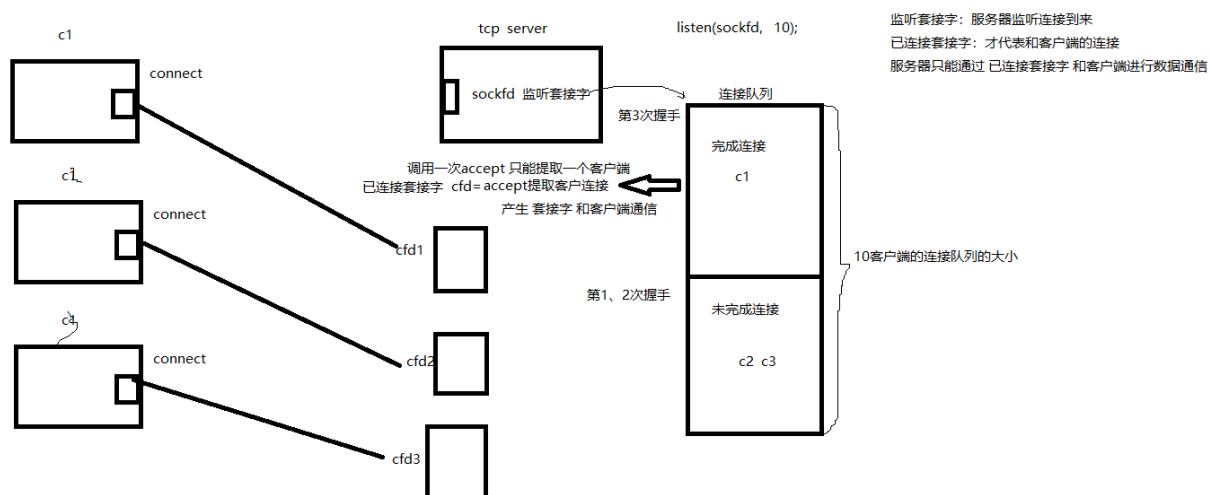 c1
connect
c1
connect
c1
connect
tcp server
sockfd 监听套接字
listen(sockfd, 10);
监听套接字：服务器监听连接到来
已连接套接字：才代表和客户端的连接
服务器只能通过 已连接套接字 和客户端进行数据通信
连接队列
第3次握手
完成连接
c1
调用一次accept 只能提取一个客户端
已连接套接字 cfd=accept提取客户连接
产生 套接字 和客户端通信
10客户端的连接队列的大小
第1、2次握手
未完成连接
c2 c3
cfd1
cfd2
cfd3